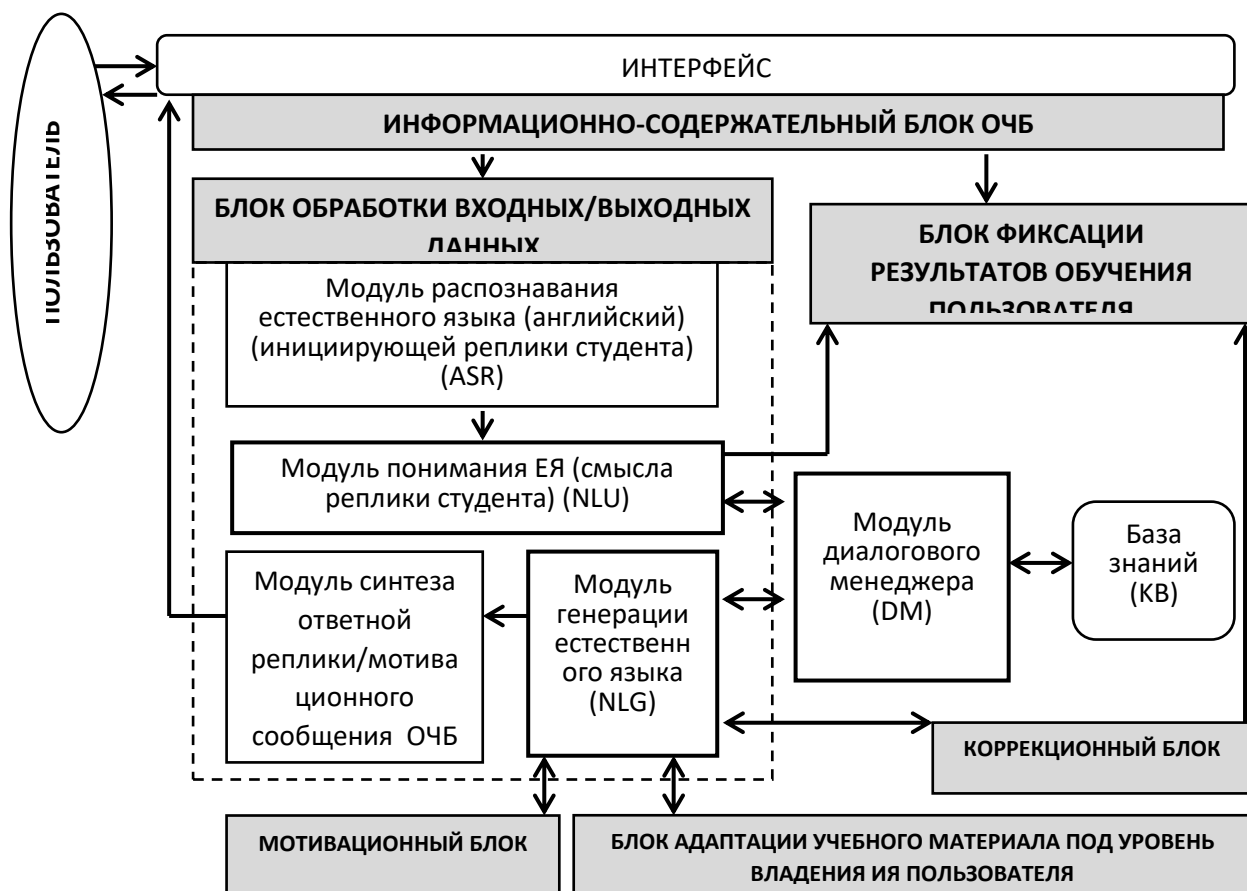 ПОЛЬЗОВАТЕЛЬ
ИНТЕРФЕЙС
ИНФОРМАЦИОННО-СОДЕРЖАТЕЛЬНЫЙ БЛОК ОЧБ
БЛОК ОБРАБОТКИ ВХОДНЫХ/ВЫХОДНЫХ
ДАННЫХ
БЛОК ФИКСАЦИИ
РЕЗУЛЬТАТОВ ОБУЧЕНИЯ
ПОЛЬЗОВАТЕЛЯ
Модуль распознавания
естественного языка (английский)
(инициирующей реплики студента)
(ASR)
Модуль понимания ЕЯ (смысла
реплики студента) (NLU)
Модуль
диалогового
менеджера
(DM)
База
знаний
(KB)
Модуль синтеза
ответной
реплики/мотива
ционного
сообщения ОЧБ
Модуль
генерации
естественн
ого языка
(NLG)
КОРРЕКЦИОННЫЙ БЛОК
МОТИВАЦИОННЫЙ БЛОК
БЛОК АДАПТАЦИИ УЧЕБНОГО МАТЕРИАЛА ПОД УРОВЕНЬ
ВЛАДЕНИЯ ИЯ ПОЛЬЗОВАТЕЛЯ